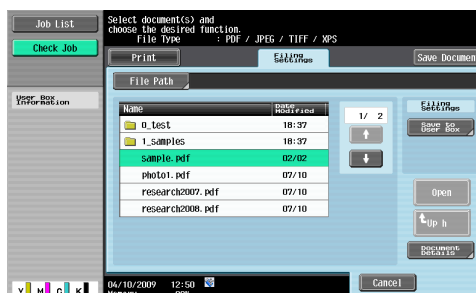 Job List
Check Job
User Box
Information
Select document(s) and
choose the desired function.
File Type : PDF / JPEG / TIFF / XPS
Print
Filing
Settings
Save Documen
File Path
Name
Date
Modified
0_test 18:37
1_samples 18:37
sample.pdf 02/02
photo1.pdf 07/10
research2007.pdf 07/10
research2008.pdf 07/10
1/ 2
Filing
Settings
Save to
User Box
Open
Up h
Document
Details
Cancel
Y M C K
04/10/2009 12:50